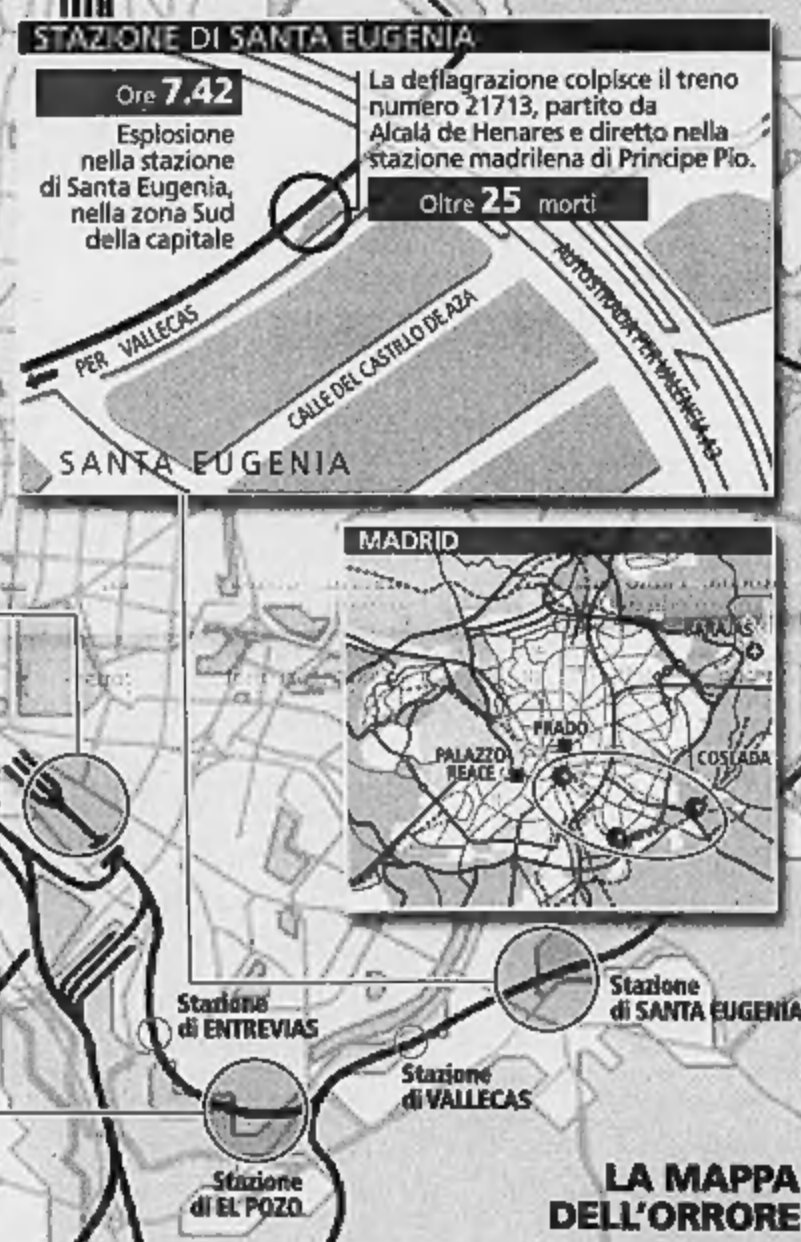 STAZIONE DI SANTA EUGENIA
Ore 7.42
Esplosione
nella stazione
di Santa Eugenia,
nella zona Sud
della capitale
La deflagrazione colpisce il treno
numero 21713, partito da
Alcalá de Henares e diretto nella
stazione madrilena di Principe Pio.
Oltre 25 morti
PER VALLECAS
CALLE DEL CASTILLO DE AZA
AUTOSTRADA PER VALENCIA A3
SANTA EUGENIA
MADRID
BARAJAS
PRADO
PALAZZO
REALE
COSLADA
Stazione
di SANTA EUGENIA
Stazione
di ENTREVIAS
Stazione
di VALLECAS
Stazione
di EL POZO
LA MAPPA
DELL'ORRORE